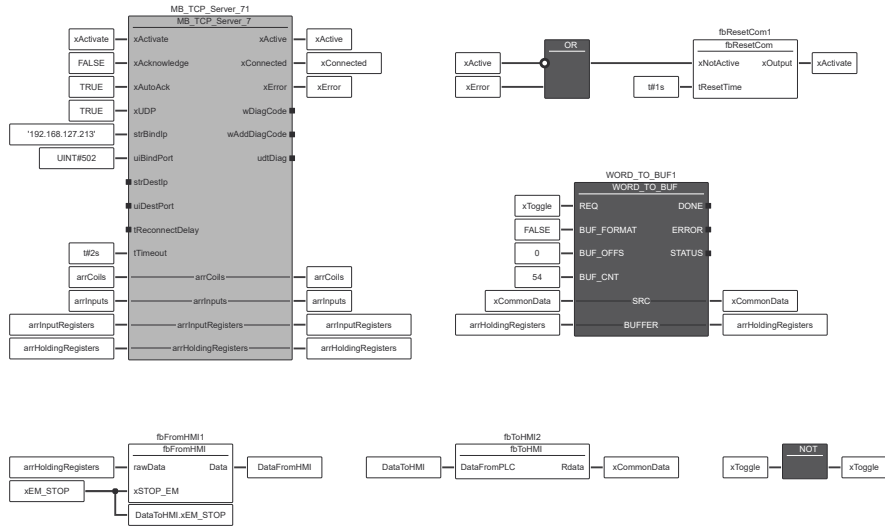 MB_TCP_Server_71
MB_TCP_Server_7
xActivate xActivate xActive xActive
FALSE xAcknowledge xConnected xConnected
TRUE xAutoAck xError xError
TRUE xUDP wDiagCode
'192.168.127.213' strBindIp wAddDiagCode
UINT#502 uiBindPort udtDiag
strDestIp
uiDestPort
tReconnectDelay
t#2s tTimeout
arrCoils arrCoils arrCoils
arrInputs arrInputs arrInputs
arrInputRegisters arrInputRegisters arrInputRegisters
arrHoldingRegisters arrHoldingRegisters arrHoldingRegisters
OR
xActive
xError
fbResetCom1
fbResetCom
xNotActive xOutput xActivate
t#1s tResetTime
WORD_TO_BUF1
WORD_TO_BUF
xToggle REQ DONE
FALSE BUF_FORMAT ERROR
0 BUF_OFFS STATUS
54 BUF_CNT
xCommonData SRC xCommonData
arrHoldingRegisters BUFFER arrHoldingRegisters
fbFromHMI1
fbFromHMI
arrHoldingRegisters rawData Data DataFromHMI
xEM_STOP xSTOP_EM
DataToHMI.xEM_STOP
fbToHMI2
fbToHMI
DataToHMI DataFromPLC Rdata xCommonData
NOT
xToggle xToggle